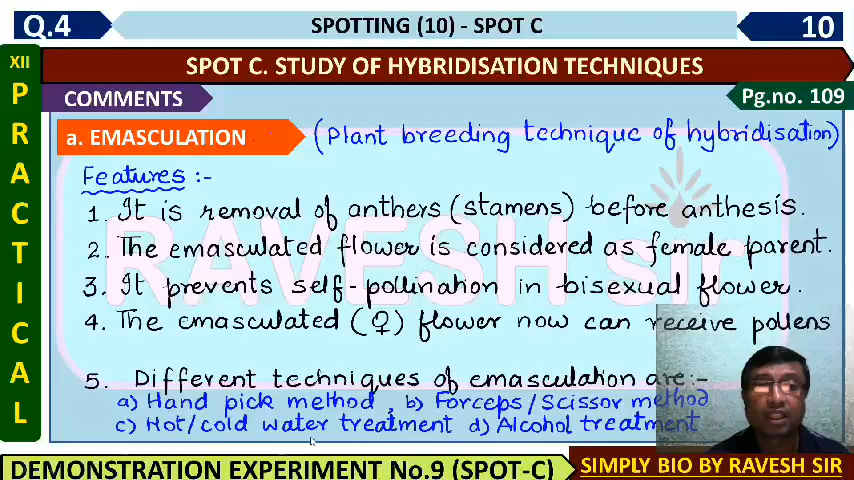 Q.4
SPOTTING (10) - SPOT C
10
XII
PRACTICAL
SPOT C. STUDY OF HYBRIDISATION TECHNIQUES
COMMENTS
Pg.no. 109
a. EMASCULATION
(Plant breeding technique of hybridisation)
Features :-
1. It is removal of anthers (stamens) before anthesis.
2. The emasculated flower is considered as female parent.
3. It prevents self-pollination in bisexual flower.
4. The emasculated (♀) flower now can receive pollens
5. Different techniques of emasculation are:-
a) Hand pick method, b) Forceps/Scissor method
c) Hot/cold water treatment d) Alcohol treatment
RAVESH sir
DEMONSTRATION EXPERIMENT No.9 (SPOT-C)
SIMPLY BIO BY RAVESH SIR